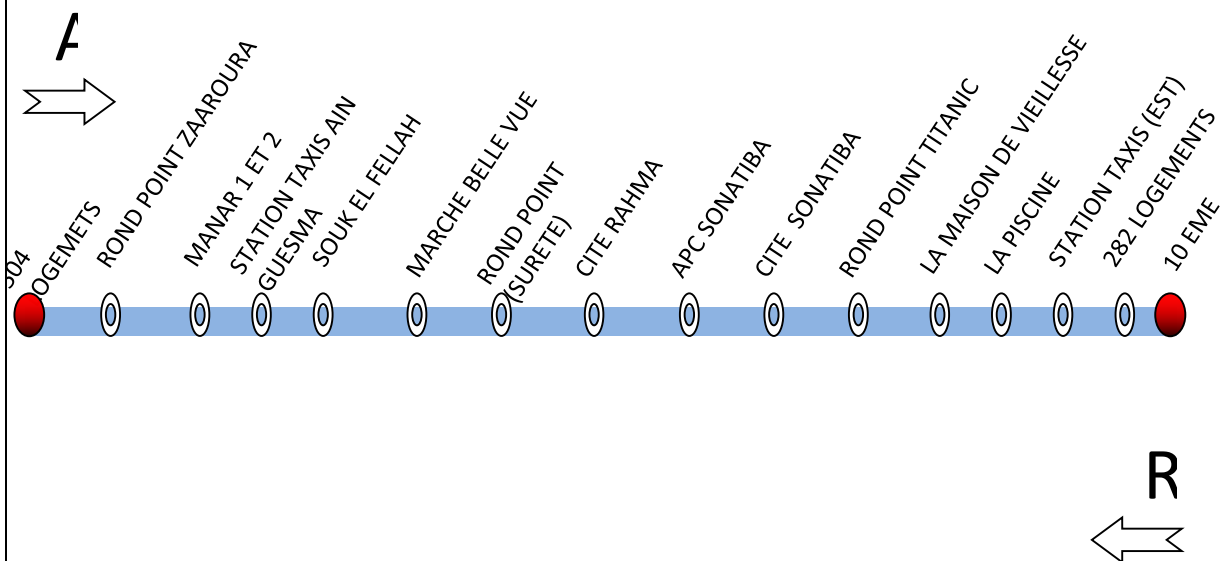 A
304
LOGEMETS
ROND POINT ZAAROURA
MANAR 1 ET 2
STATION TAXIS AIN
GUESMA
SOUK EL FELLAH
MARCHE BELLE VUE
ROND POINT
(SURETE)
CITE RAHMA
APC SONATIBA
CITE SONATIBA
ROND POINT TITANIC
LA MAISON DE VIEILLESSE
LA PISCINE
STATION TAXIS (EST)
282 LOGEMENTS
10 EME
R